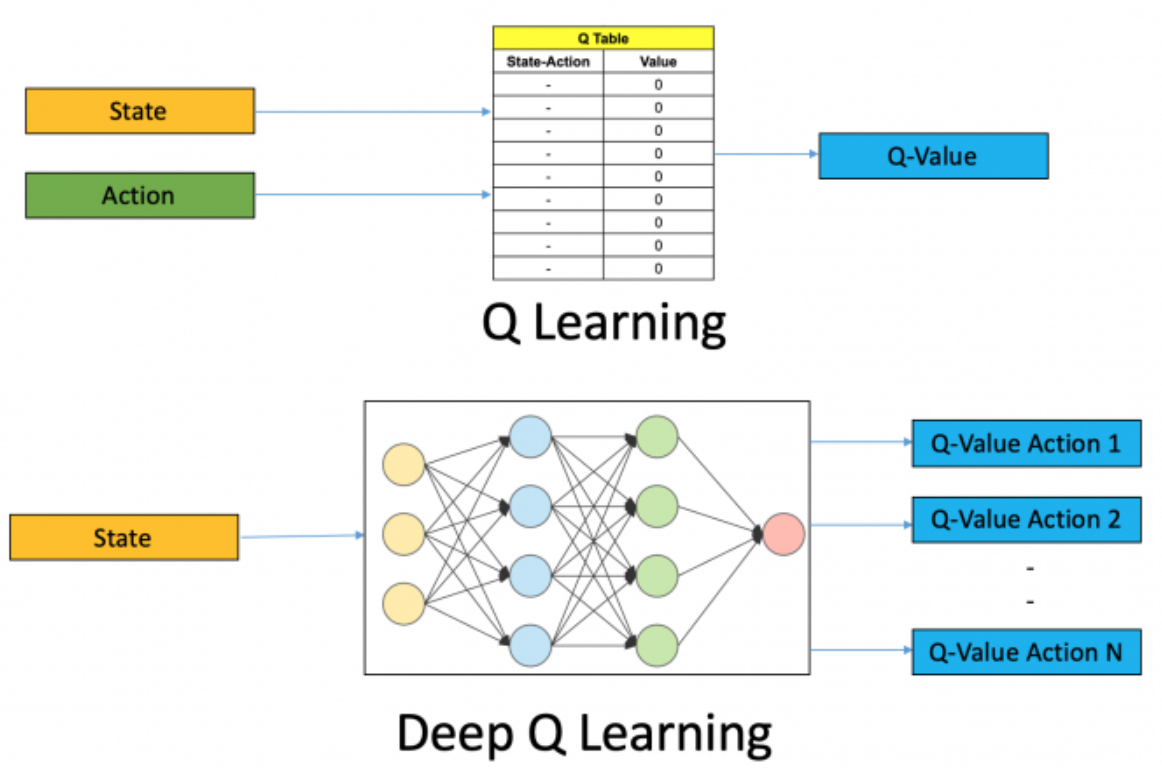 Q Table
State-Action Value
- 0
- 0
- 0
- 0
- 0
- 0
- 0
- 0
- 0
State
Action
Q-Value
Q Learning
State
Q-Value Action 1
Q-Value Action 2
-
-
Q-Value Action N
Deep Q Learning